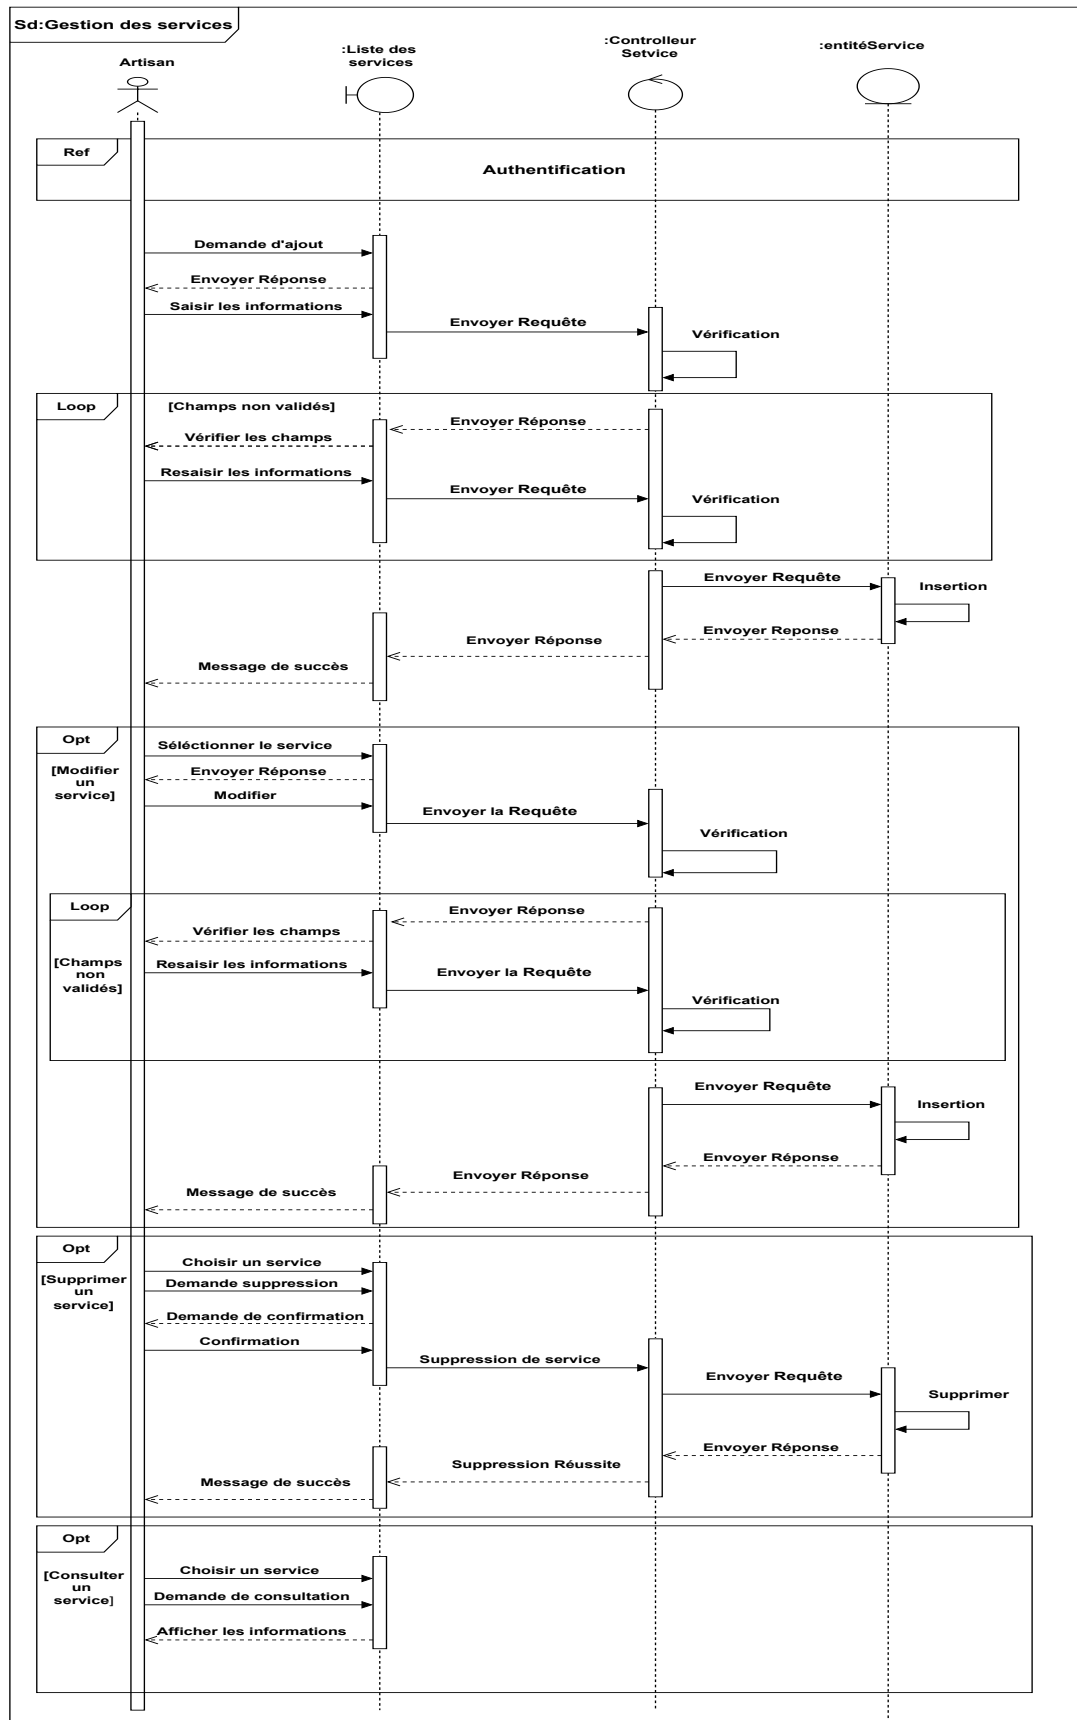 Sd:Gestion des services
Artisan
:Liste des
services
:Controlleur
Setvice
:entitéService
Ref
Authentification
Demande d'ajout
Envoyer Réponse
Saisir les informations
Envoyer Requête
Vérification
Loop
[Champs non validés]
Envoyer Réponse
Vérifier les champs
Resaisir les informations
Envoyer Requête
Vérification
Envoyer Requête
Insertion
Envoyer Reponse
Envoyer Réponse
Message de succès
Opt
[Modifier
un
service]
Séléctionner le service
Envoyer Réponse
Modifier
Envoyer la Requête
Vérification
Loop
[Champs
non
validés]
Envoyer Réponse
Vérifier les champs
Resaisir les informations
Envoyer la Requête
Vérification
Envoyer Requête
Insertion
Envoyer Réponse
Envoyer Réponse
Message de succès
Opt
[Supprimer
un
service]
Choisir un service
Demande suppression
Demande de confirmation
Confirmation
Suppression de service
Envoyer Requête
Supprimer
Envoyer Réponse
Suppression Réussite
Message de succès
Opt
[Consulter
un
service]
Choisir un service
Demande de consultation
Afficher les informations